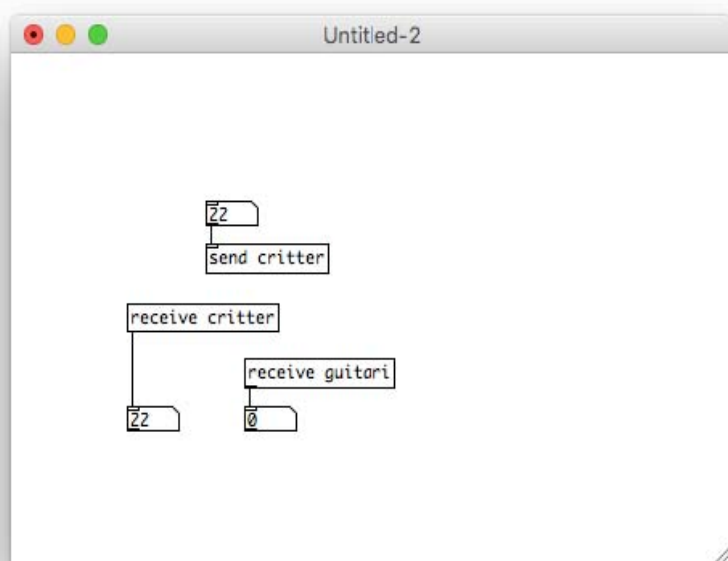 Untitled-2
22
send critter
receive critter
receive guitari
22
0